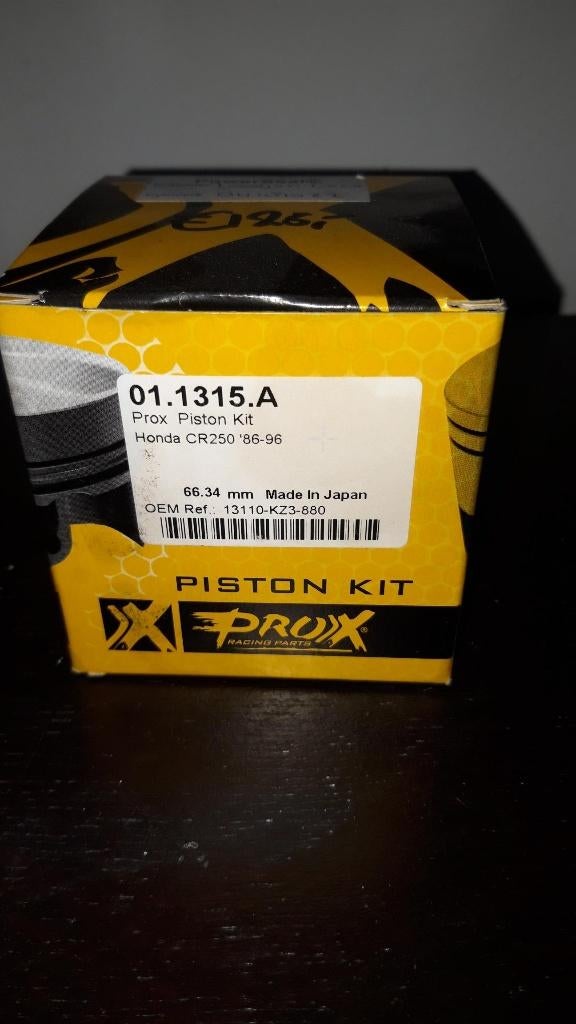 01.1315.A
Prox Piston Kit
Honda CR250 '86-96
66.34 mm Made In Japan
OEM Ref.: 13110-KZ3-880
PISTON KIT
PROX®
RACING PARTS